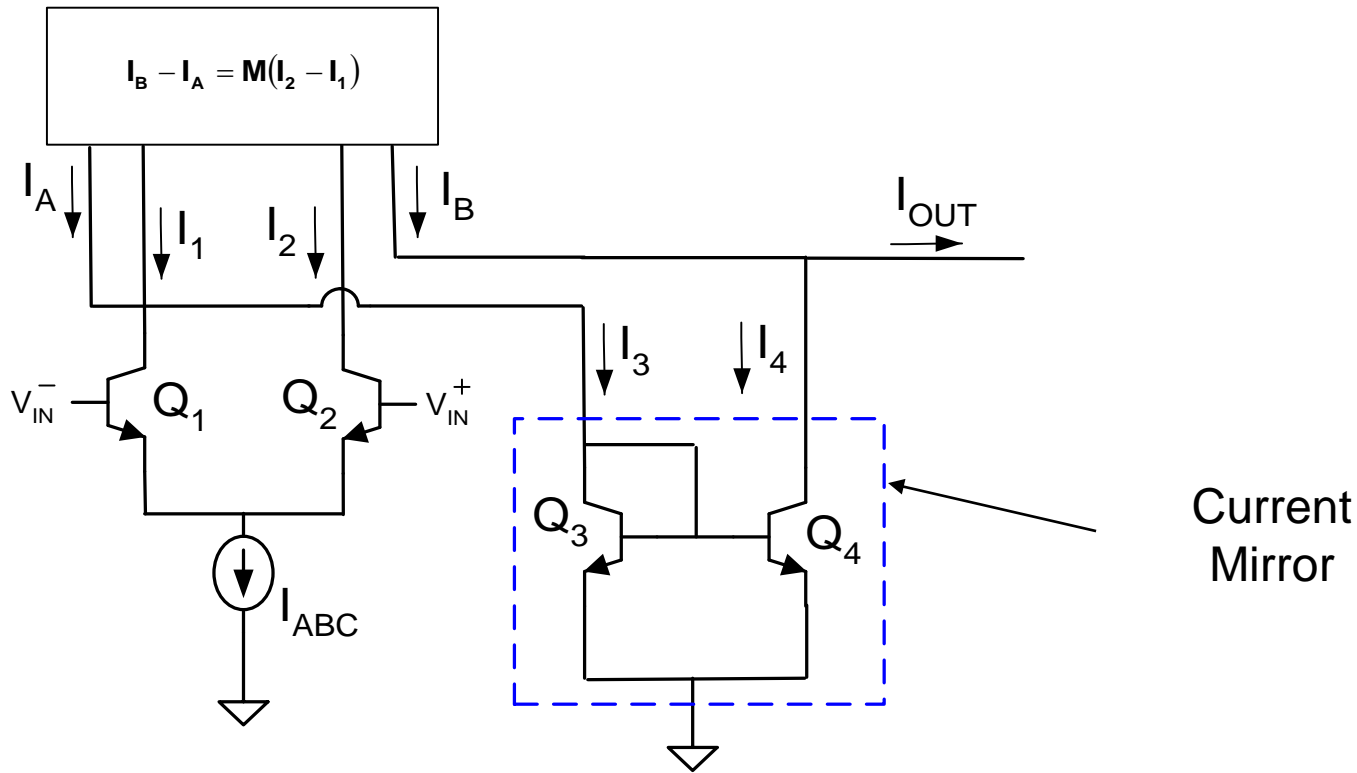 I_B − I_A = M(I_2 − I_1)
I_A
I_1
I_2
I_B
I_OUT
I_3
I_4
V_IN^−
Q_1
Q_2
V_IN^+
Q_3
Q_4
I_ABC
Current
Mirror